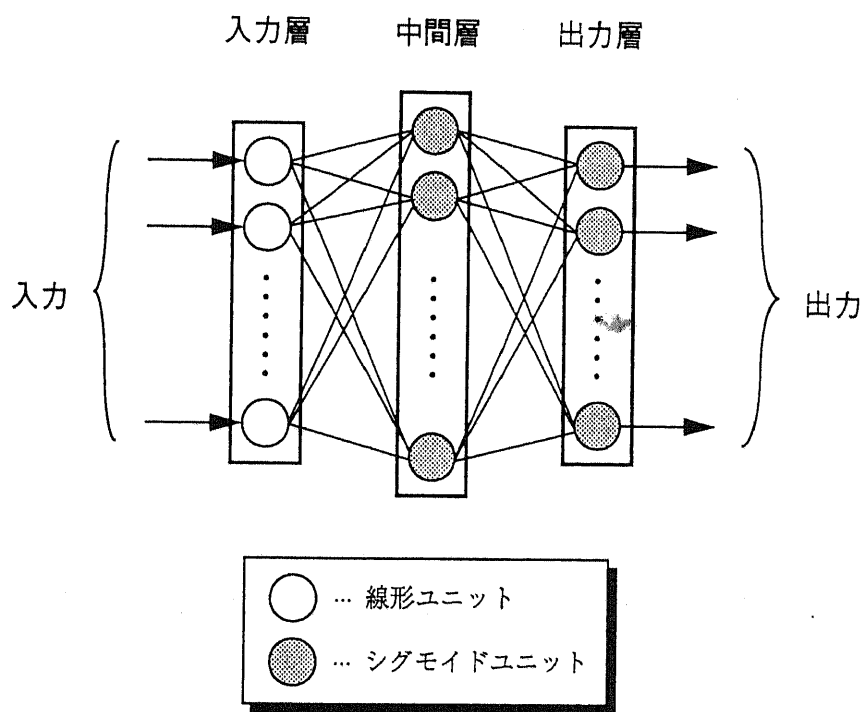 入力層 中間層 出力層
入力
出力
… 線形ユニット
… シグモイドユニット